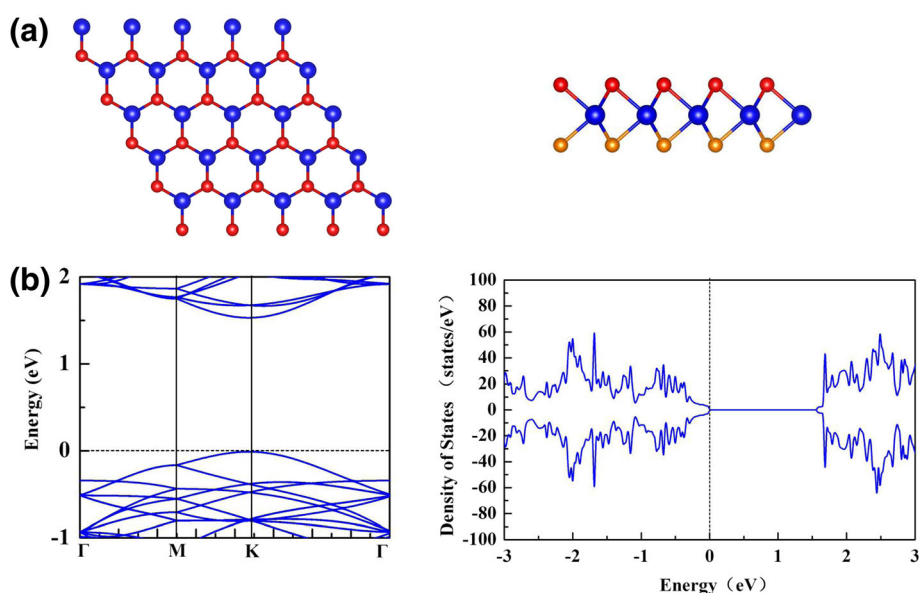 (a)
(b)
Energy (eV)
2
1
0
-1
Γ
M
K
Γ
Density of States （states/eV）
100
80
60
40
20
0
-20
-40
-60
-80
-100
-3
-2
-1
0
1
2
3
Energy（eV）